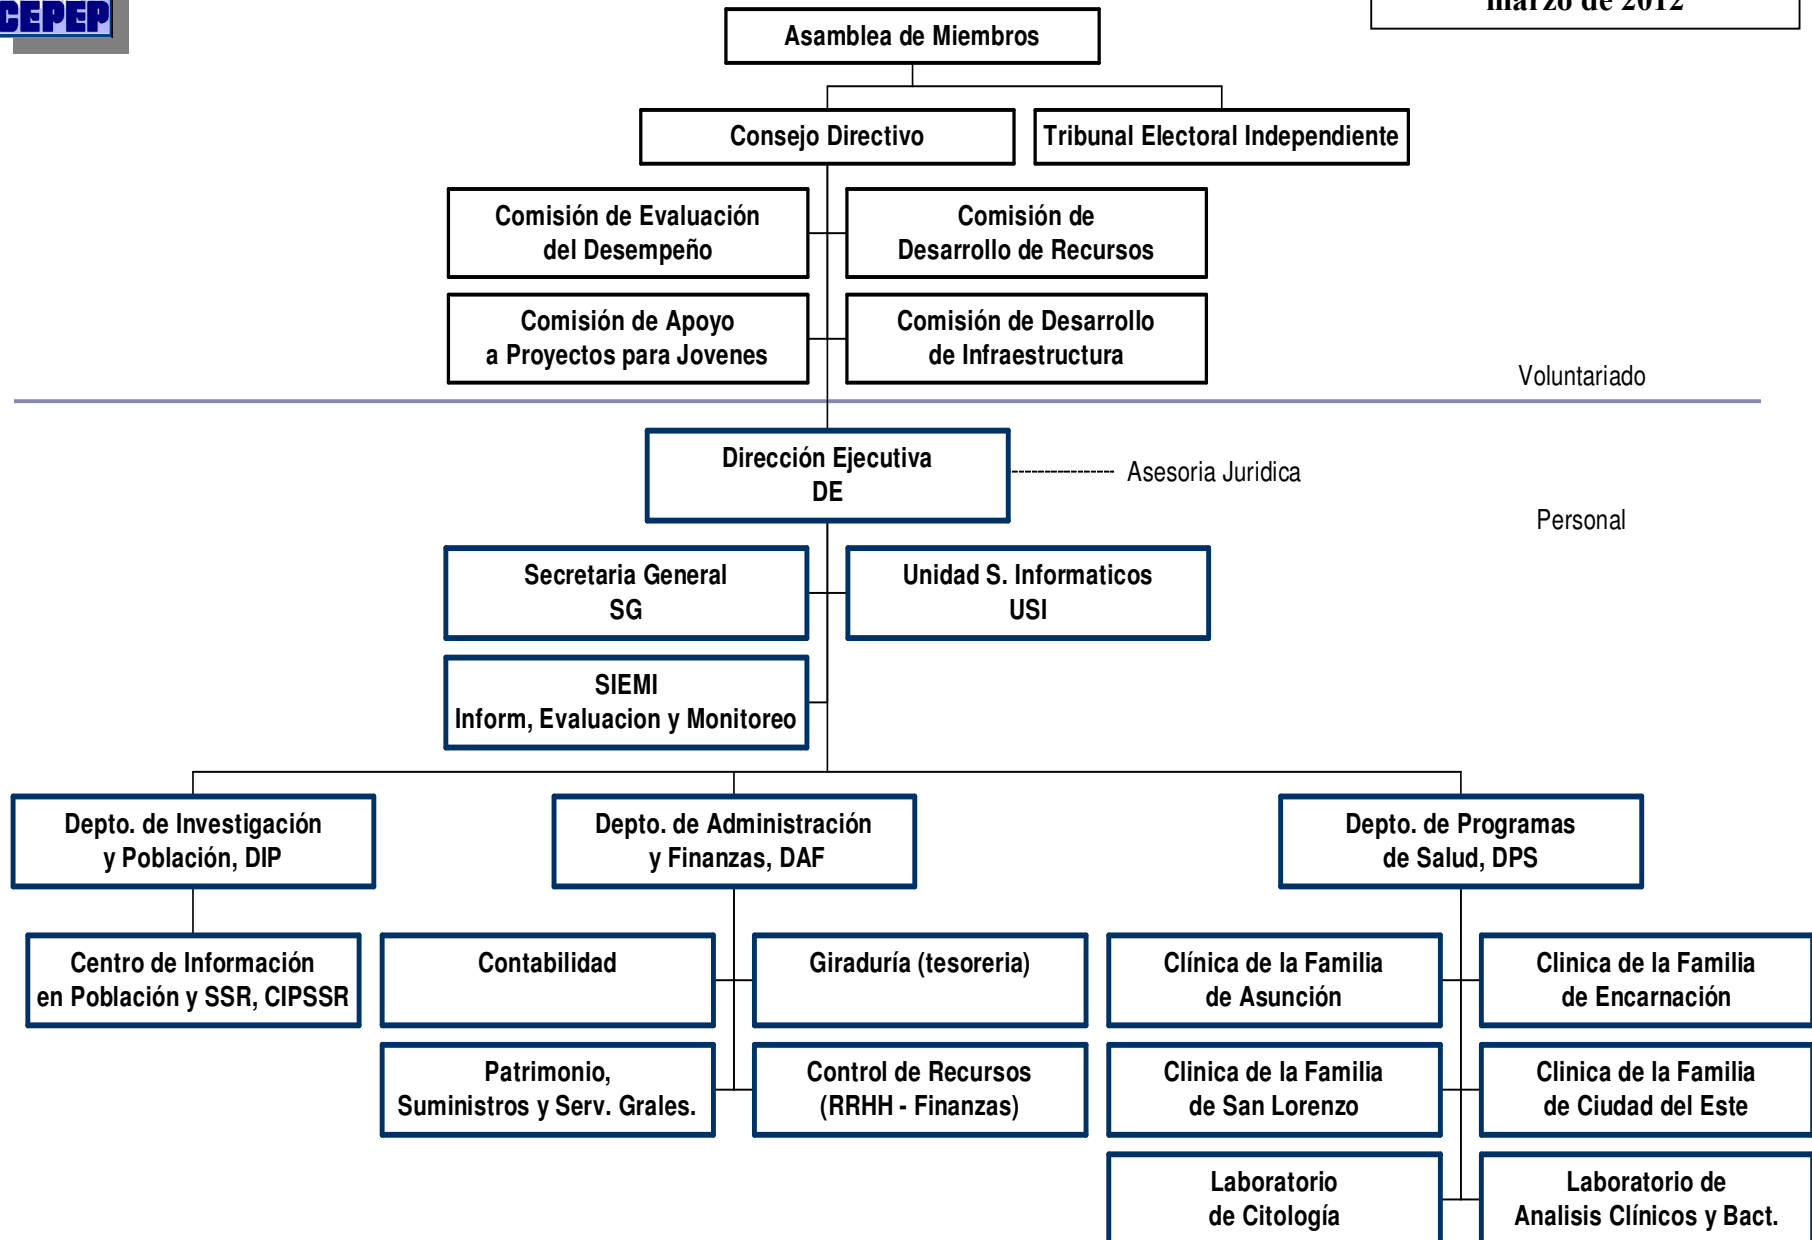 CEPEP
marzo de 2012
Asamblea de Miembros
Consejo Directivo
Tribunal Electoral Independiente
Comisión de Evaluación
del Desempeño
Comisión de
Desarrollo de Recursos
Comisión de Apoyo
a Proyectos para Jovenes
Comisión de Desarrollo
de Infraestructura
Voluntariado
Dirección Ejecutiva
DE
Asesoria Juridica
Personal
Secretaria General
SG
Unidad S. Informaticos
USI
SIEMI
Inform, Evaluacion y Monitoreo
Depto. de Investigación
y Población, DIP
Depto. de Administración
y Finanzas, DAF
Depto. de Programas
de Salud, DPS
Centro de Información
en Población y SSR, CIPSSR
Contabilidad
Giraduría (tesoreria)
Clínica de la Familia
de Asunción
Clinica de la Familia
de Encarnación
Patrimonio,
Suministros y Serv. Grales.
Control de Recursos
(RRHH - Finanzas)
Clinica de la Familia
de San Lorenzo
Clinica de la Familia
de Ciudad del Este
Laboratorio
de Citología
Laboratorio de
Analisis Clínicos y Bact.